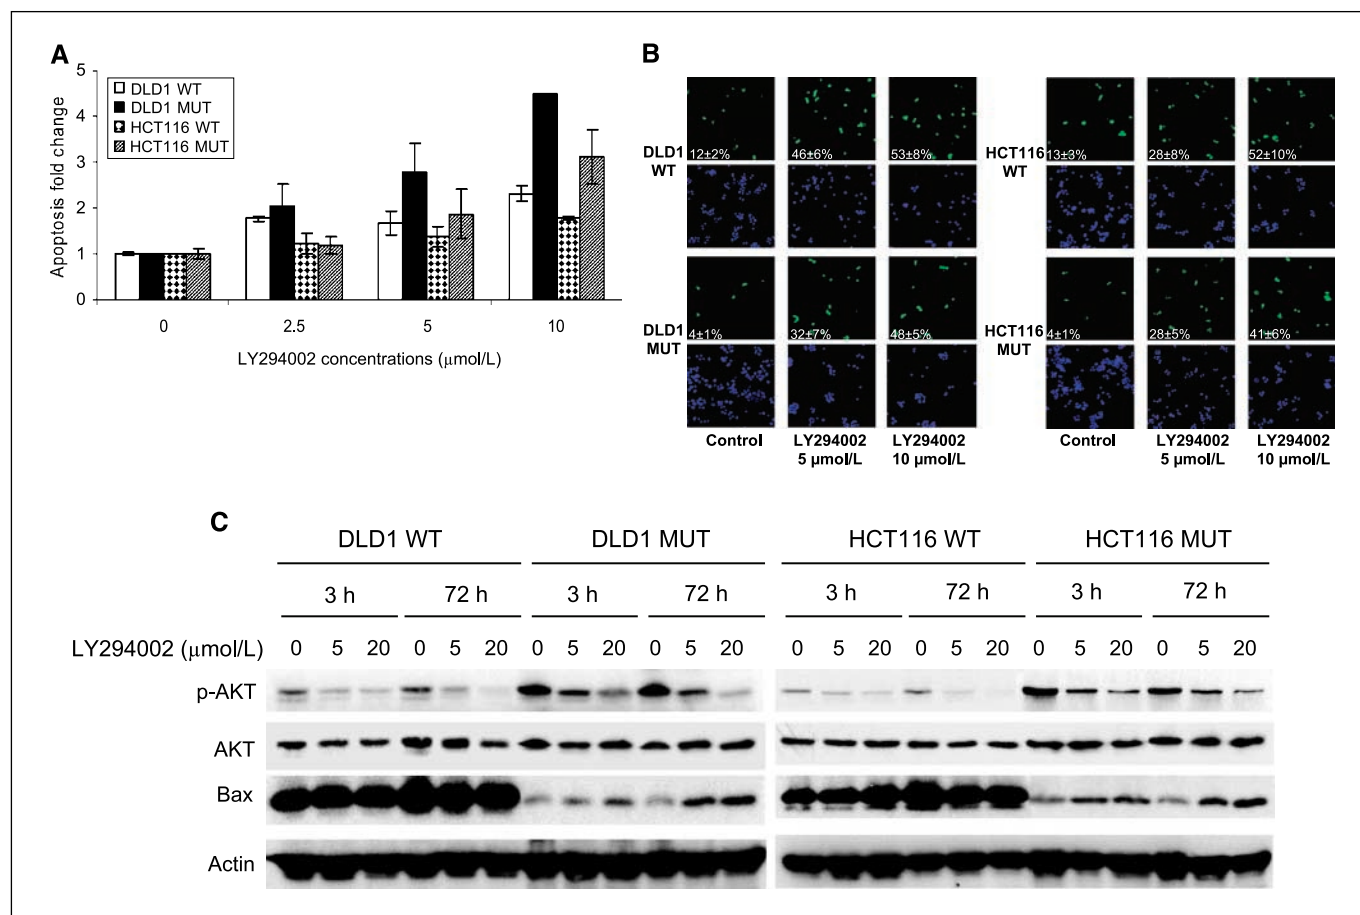 A
5
4
3
2
1
0
Apoptosis fold change
DLD1 WT
DLD1 MUT
HCT116 WT
HCT116 MUT
0 2.5 5 10
LY294002 concentrations (μmol/L)
B
DLD1 WT
12±2% 46±6% 53±8%
DLD1 MUT
4±1% 32±7% 48±5%
Control LY294002 5 μmol/L LY294002 10 μmol/L
HCT116 WT
13±3% 28±8% 52±10%
HCT116 MUT
4±1% 28±5% 41±6%
Control LY294002 5 μmol/L LY294002 10 μmol/L
C
DLD1 WT DLD1 MUT HCT116 WT HCT116 MUT
3 h 72 h 3 h 72 h 3 h 72 h 3 h 72 h
LY294002 (μmol/L) 0 5 20 0 5 20 0 5 20 0 5 20 0 5 20 0 5 20 0 5 20 0 5 20
p-AKT
AKT
Bax
Actin